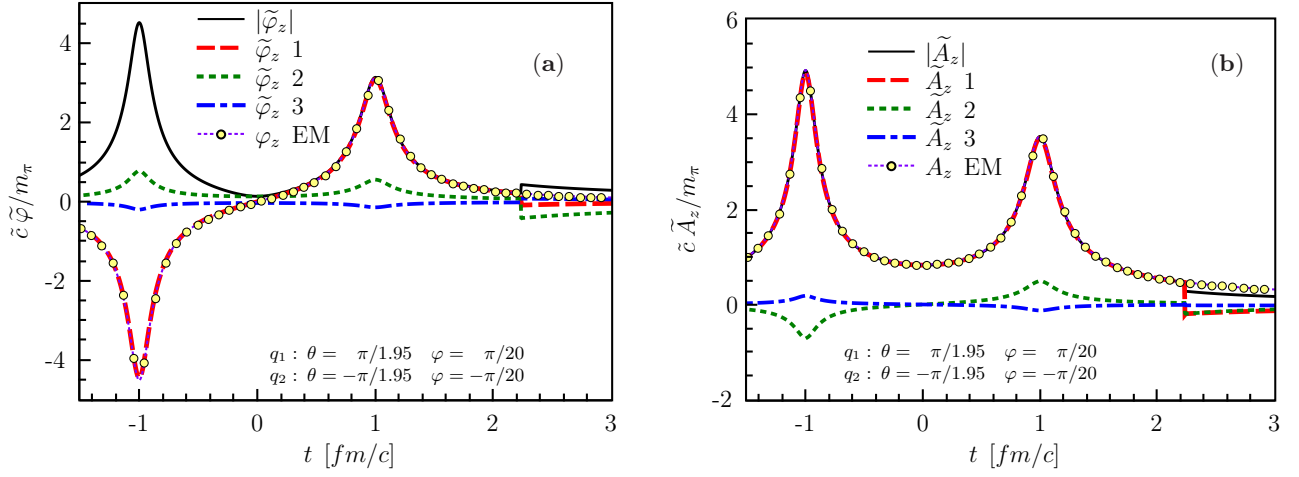 (a)
|φ̃_z|
φ̃_z 1
φ̃_z 2
φ̃_z 3
φ_z EM
c̃ φ̃/m_π
4
2
0
-2
-4
q_1 : θ = π/1.95 φ = π/20
q_2 : θ = −π/1.95 φ = −π/20
-1 0 1 2 3
t [fm/c]
(b)
|Ã_z|
Ã_z 1
Ã_z 2
Ã_z 3
A_z EM
c̃ Ã_z/m_π
6
4
2
0
-2
q_1 : θ = π/1.95 φ = π/20
q_2 : θ = −π/1.95 φ = −π/20
-1 0 1 2 3
t [fm/c]